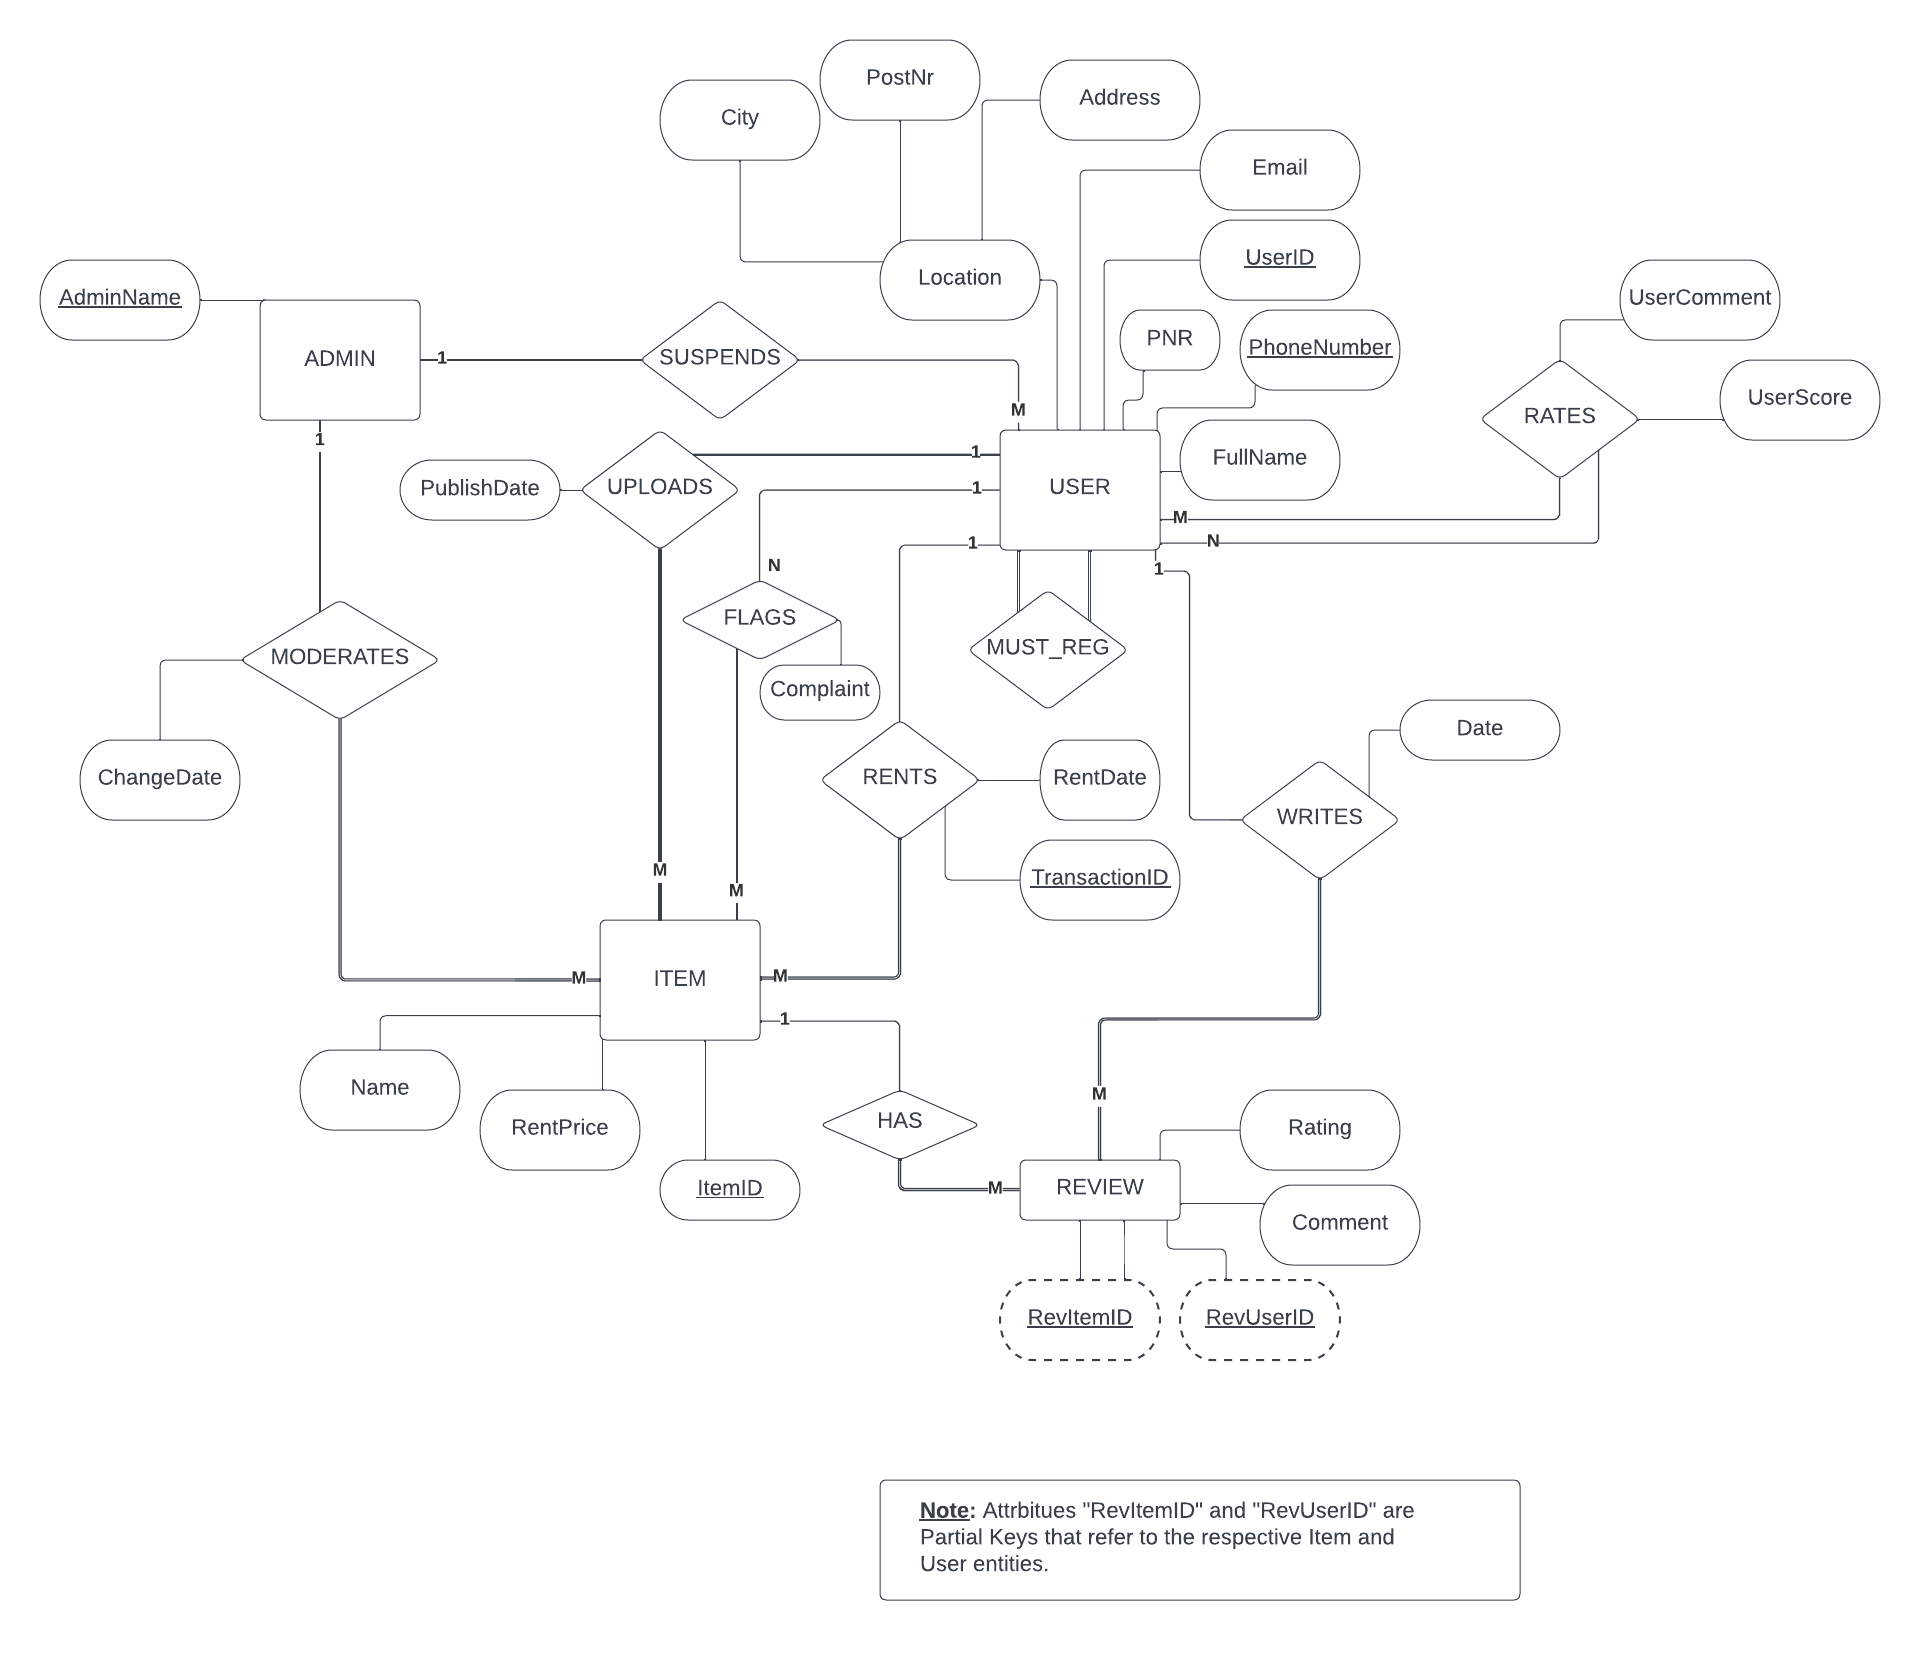 PostNr
Address
City
Email
UserID
Location
UserComment
AdminName
PNR
PhoneNumber
ADMIN
1
SUSPENDS
UserScore
M
RATES
1
1
FullName
PublishDate
UPLOADS
1
USER
M
N
1
N
1
FLAGS
MUST_REG
MODERATES
Complaint
Date
ChangeDate
RENTS
RentDate
WRITES
M
M
TransactionID
M
ITEM
M
1
Name
M
RentPrice
HAS
Rating
ItemID
M
REVIEW
Comment
RevItemID
RevUserID
Note: Attrbitues "RevItemID" and "RevUserID" are
Partial Keys that refer to the respective Item and
User entities.